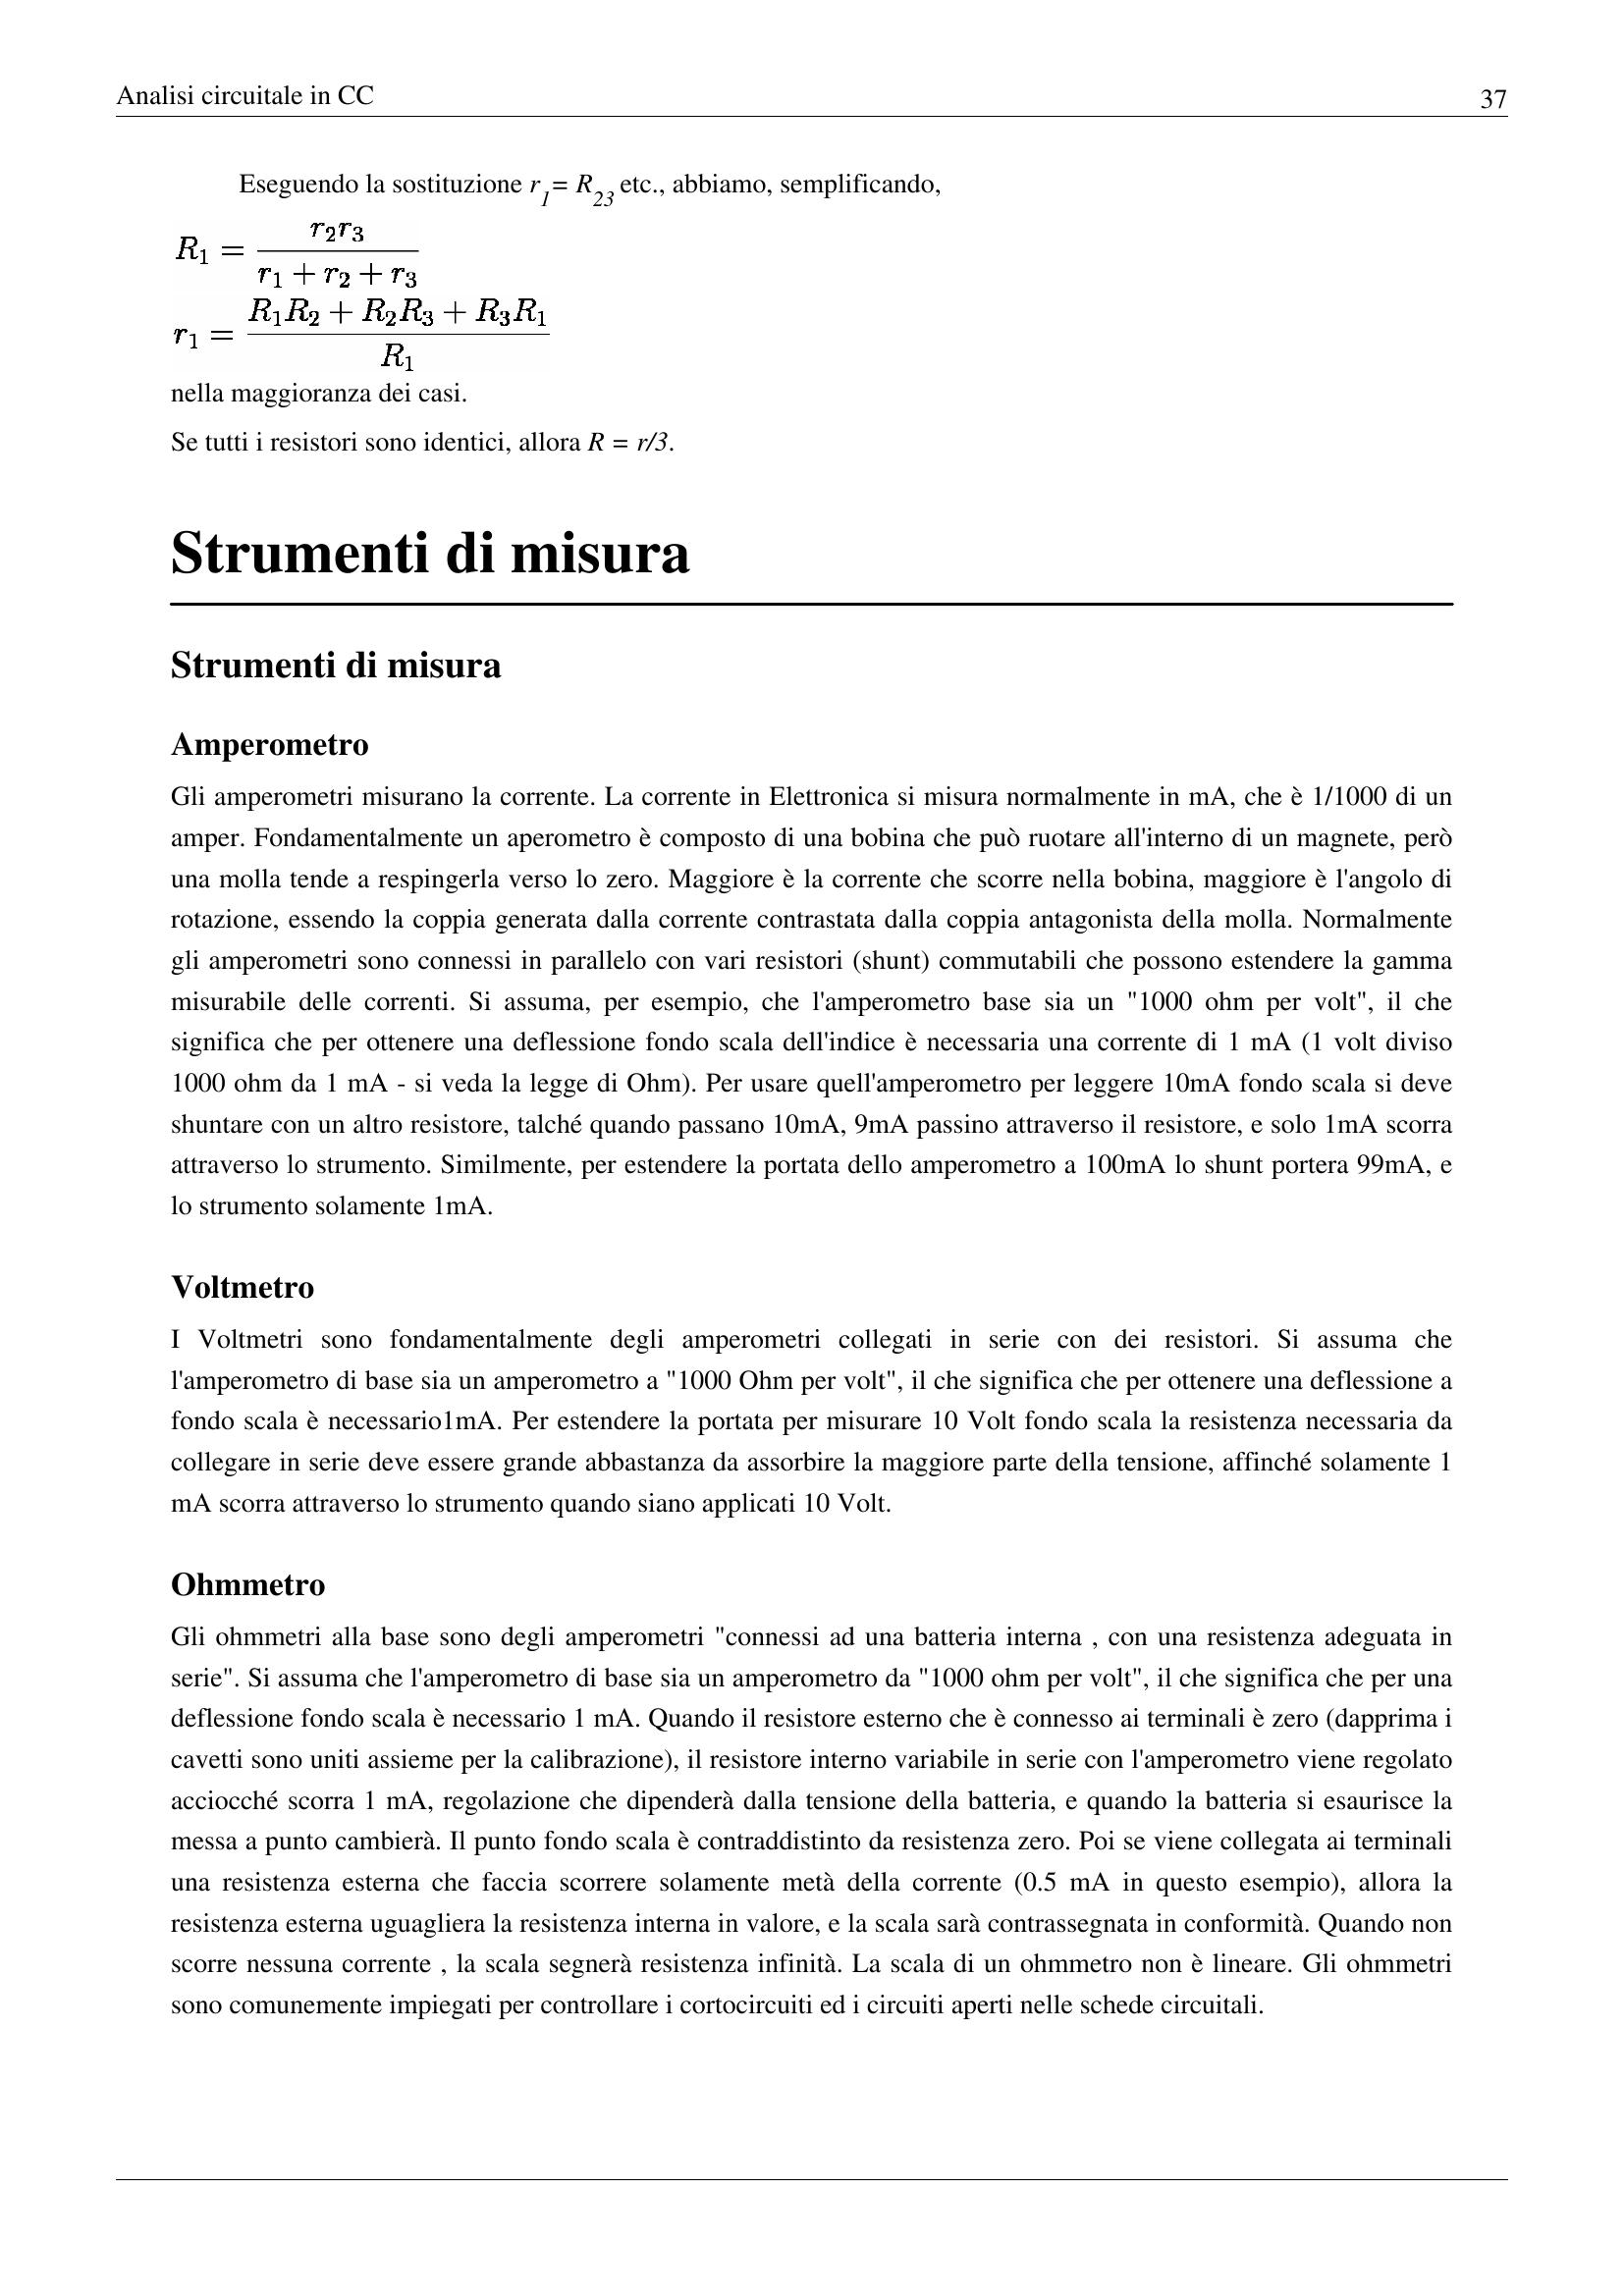 Analisi circuitale in CC 37
Eseguendo la sostituzione r1= R23 etc., abbiamo, semplificando,
R1 = r2r3 / (r1 + r2 + r3)
r1 = (R1R2 + R2R3 + R3R1) / R1
nella maggioranza dei casi.
Se tutti i resistori sono identici, allora R = r/3.
Strumenti di misura
Strumenti di misura
Amperometro
Gli amperometri misurano la corrente. La corrente in Elettronica si misura normalmente in mA, che è 1/1000 di un
amper. Fondamentalmente un aperometro è composto di una bobina che può ruotare all'interno di un magnete, però
una molla tende a respingerla verso lo zero. Maggiore è la corrente che scorre nella bobina, maggiore è l'angolo di
rotazione, essendo la coppia generata dalla corrente contrastata dalla coppia antagonista della molla. Normalmente
gli amperometri sono connessi in parallelo con vari resistori (shunt) commutabili che possono estendere la gamma
misurabile delle correnti. Si assuma, per esempio, che l'amperometro base sia un "1000 ohm per volt", il che
significa che per ottenere una deflessione fondo scala dell'indice è necessaria una corrente di 1 mA (1 volt diviso
1000 ohm da 1 mA - si veda la legge di Ohm). Per usare quell'amperometro per leggere 10mA fondo scala si deve
shuntare con un altro resistore, talché quando passano 10mA, 9mA passino attraverso il resistore, e solo 1mA scorra
attraverso lo strumento. Similmente, per estendere la portata dello amperometro a 100mA lo shunt portera 99mA, e
lo strumento solamente 1mA.
Voltmetro
I Voltmetri sono fondamentalmente degli amperometri collegati in serie con dei resistori. Si assuma che
l'amperometro di base sia un amperometro a "1000 Ohm per volt", il che significa che per ottenere una deflessione a
fondo scala è necessario1mA. Per estendere la portata per misurare 10 Volt fondo scala la resistenza necessaria da
collegare in serie deve essere grande abbastanza da assorbire la maggiore parte della tensione, affinché solamente 1
mA scorra attraverso lo strumento quando siano applicati 10 Volt.
Ohmmetro
Gli ohmmetri alla base sono degli amperometri "connessi ad una batteria interna , con una resistenza adeguata in
serie". Si assuma che l'amperometro di base sia un amperometro da "1000 ohm per volt", il che significa che per una
deflessione fondo scala è necessario 1 mA. Quando il resistore esterno che è connesso ai terminali è zero (dapprima i
cavetti sono uniti assieme per la calibrazione), il resistore interno variabile in serie con l'amperometro viene regolato
acciocché scorra 1 mA, regolazione che dipenderà dalla tensione della batteria, e quando la batteria si esaurisce la
messa a punto cambierà. Il punto fondo scala è contraddistinto da resistenza zero. Poi se viene collegata ai terminali
una resistenza esterna che faccia scorrere solamente metà della corrente (0.5 mA in questo esempio), allora la
resistenza esterna uguagliera la resistenza interna in valore, e la scala sarà contrassegnata in conformità. Quando non
scorre nessuna corrente , la scala segnerà resistenza infinità. La scala di un ohmmetro non è lineare. Gli ohmmetri
sono comunemente impiegati per controllare i cortocircuiti ed i circuiti aperti nelle schede circuitali.